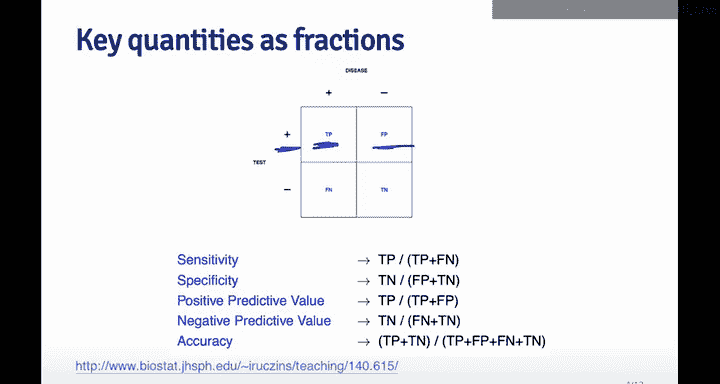 Key quantities as fractions
DISEASE
+ −
+ TP FP
TEST
− FN TN
Sensitivity → TP / (TP+FN)
Specificity → TN / (FP+TN)
Positive Predictive Value → TP / (TP+FP)
Negative Predictive Value → TN / (FN+TN)
Accuracy → (TP+TN) / (TP+FP+FN+TN)
http://www.biostat.jhsph.edu/~iruczins/teaching/140.615/